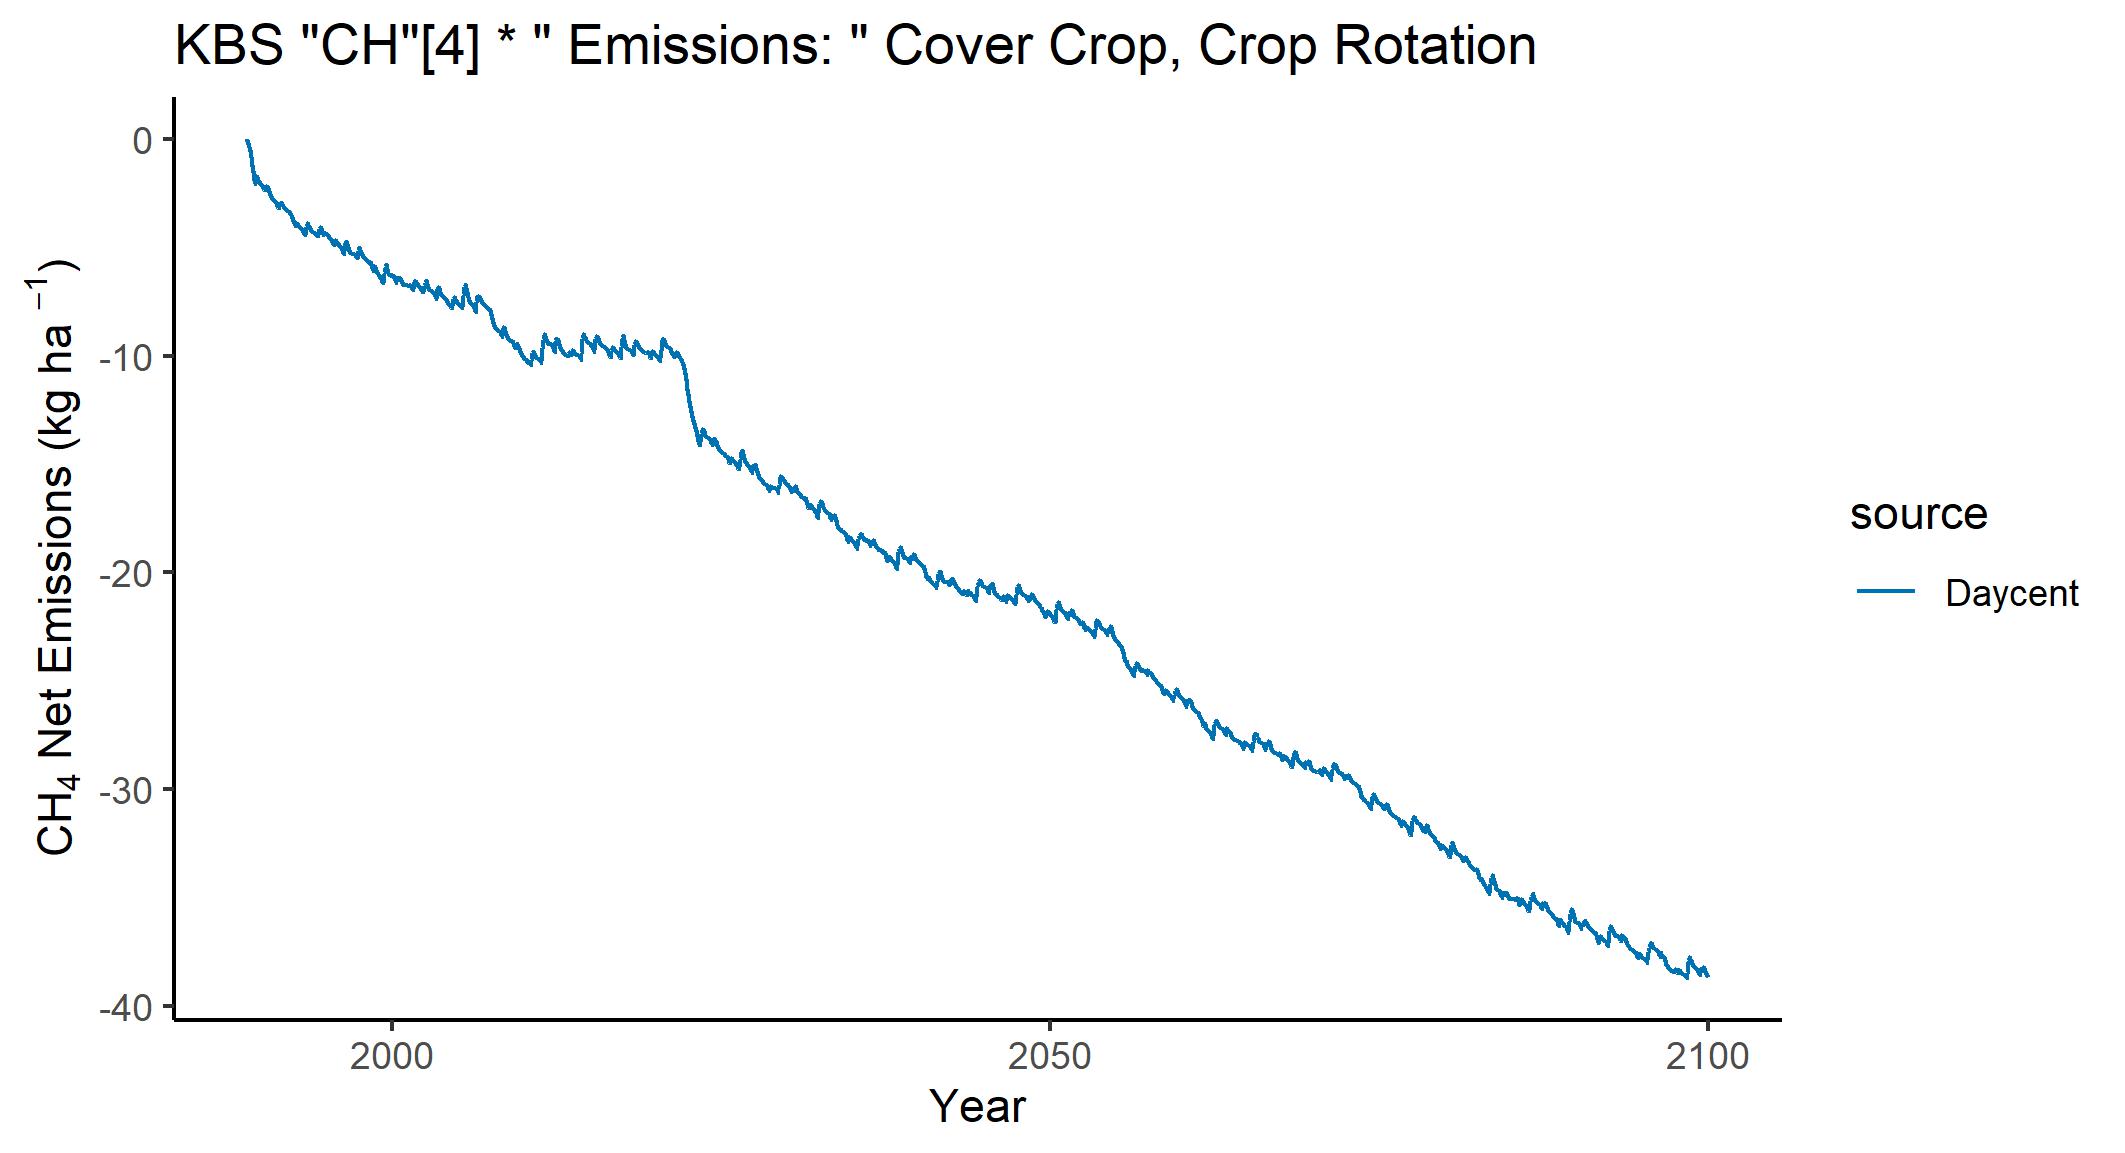 KBS "CH"[4] * " Emissions: " Cover Crop, Crop Rotation
CH₄ Net Emissions (kg ha ⁻¹)
0
-10
-20
-30
-40
2000
2050
2100
Year
source
Daycent